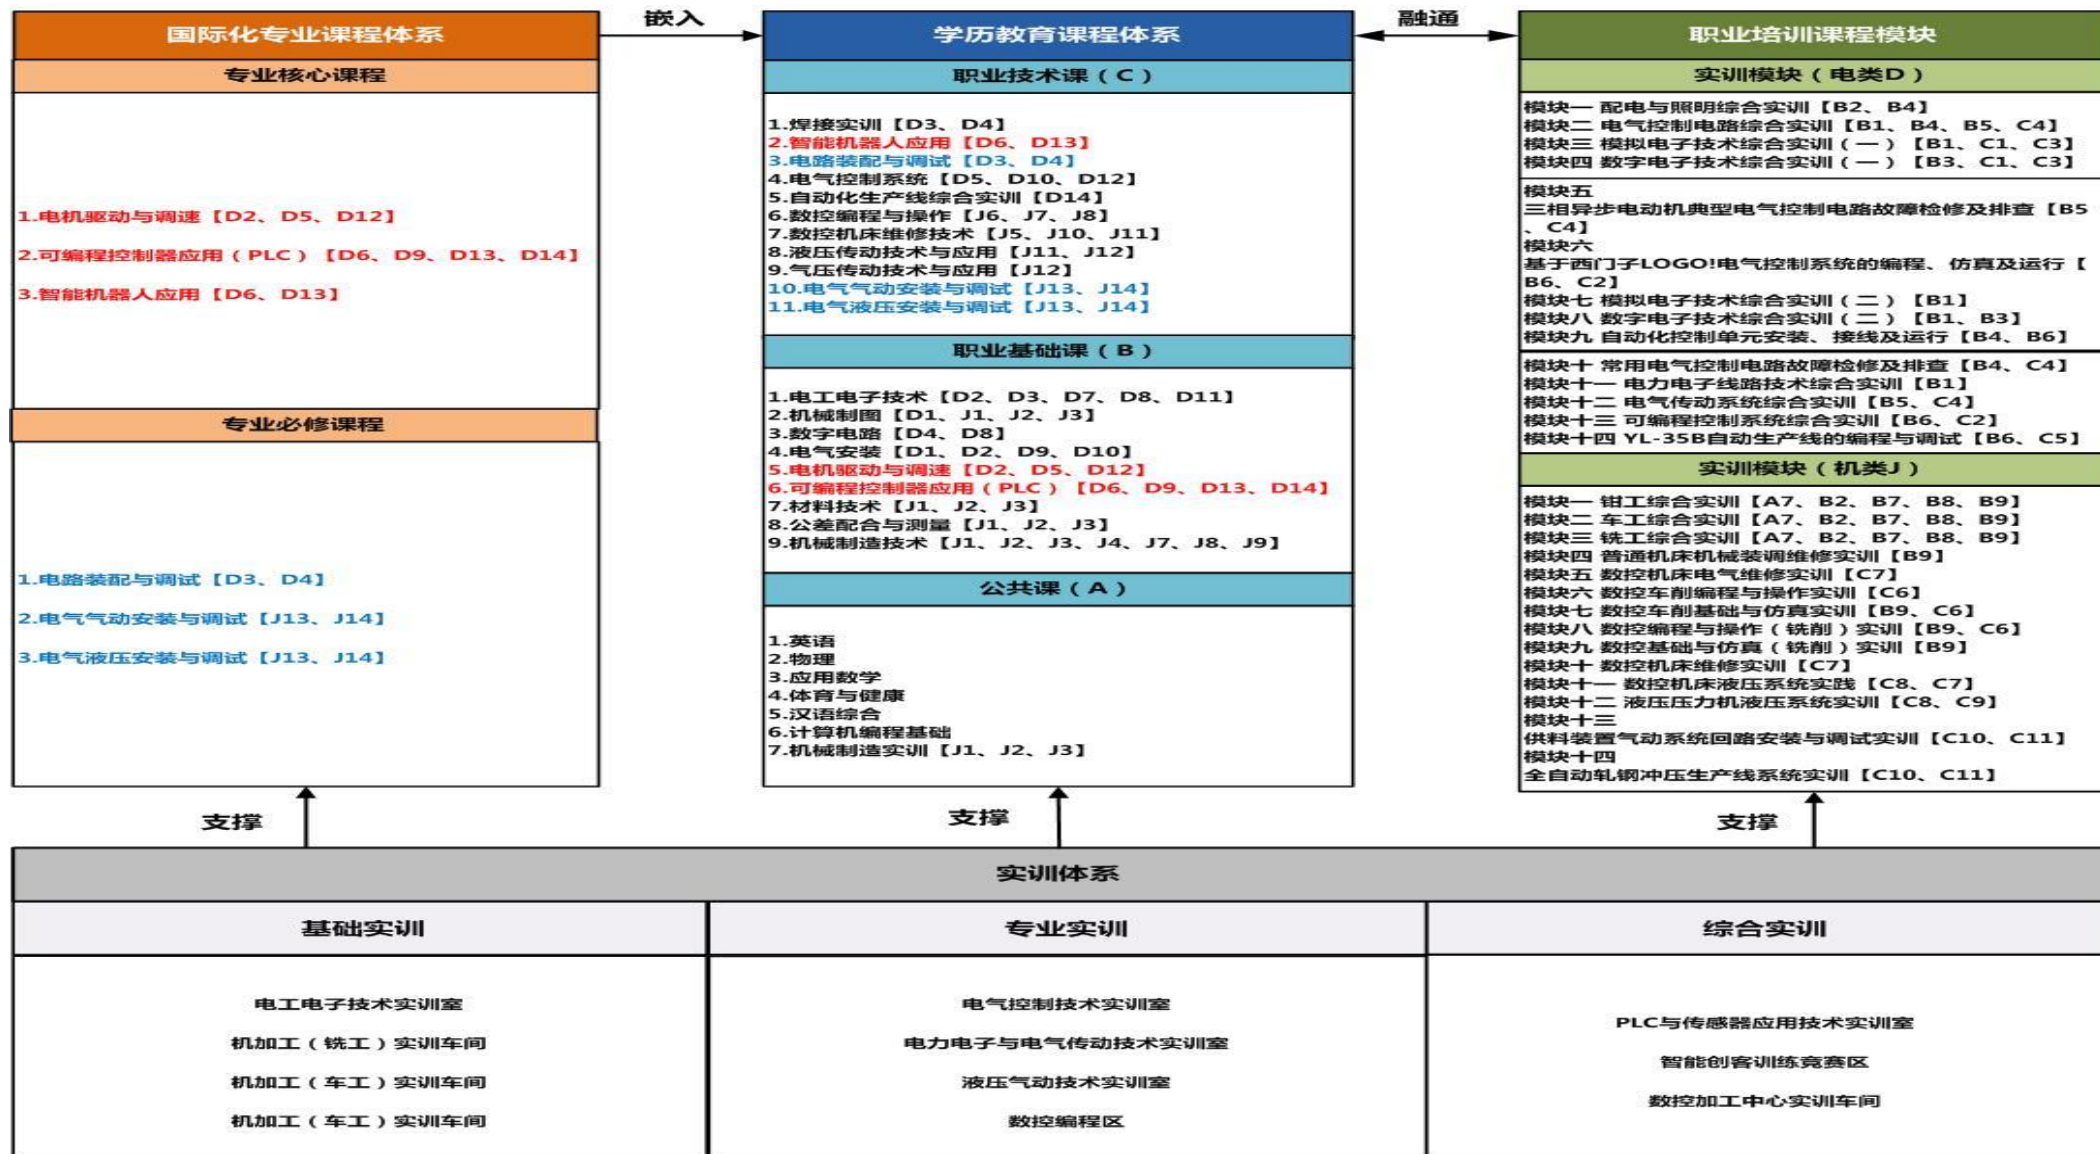 国际化专业课程体系
嵌入
学历教育课程体系
融通
职业培训课程模块
专业核心课程
1.电机驱动与调速【D2、D5、D12】
2.可编程控制器应用（PLC）【D6、D9、D13、D14】
3.智能机器人应用【D6、D13】
专业必修课程
1.电路装配与调试【D3、D4】
2.电气气动安装与调试【J13、J14】
3.电气液压安装与调试【J13、J14】
职业技术课（C）
1.焊接实训【D3、D4】
2.智能机器人应用【D6、D13】
3.电路装配与调试【D3、D4】
4.电气控制系统【D5、D10、D12】
5.自动化生产线综合实训【D14】
6.数控编程与操作【J6、J7、J8】
7.数控机床维修技术【J5、J10、J11】
8.液压传动技术与应用【J11、J12】
9.气压传动技术与应用【J12】
10.电气气动安装与调试【J13、J14】
11.电气液压安装与调试【J13、J14】
职业基础课（B）
1.电工电子技术【D2、D3、D7、D8、D11】
2.机械制图【D1、J1、J2、J3】
3.数字电路【D4、D8】
4.电气安装【D1、D2、D9、D10】
5.电机驱动与调速【D2、D5、D12】
6.可编程控制器应用（PLC）【D6、D9、D13、D14】
7.材料技术【J1、J2、J3】
8.公差配合与测量【J1、J2、J3】
9.机械制造技术【J1、J2、J3、J4、J7、J8、J9】
公共课（A）
1.英语
2.物理
3.应用数学
4.体育与健康
5.汉语综合
6.计算机编程基础
7.机械制造实训【J1、J2、J3】
实训模块（电类D）
模块一 配电与照明综合实训【B2、B4】
模块二 电气控制电路综合实训【B1、B4、B5、C4】
模块三 模拟电子技术综合实训（一）【B1、C1、C3】
模块四 数字电子技术综合实训（一）【B3、C1、C3】
模块五
三相异步电动机典型电气控制电路故障检修及排查【B5
、C4】
模块六
基于西门子LOGO!电气控制系统的编程、仿真及运行【
B6、C2】
模块七 模拟电子技术综合实训（二）【B1】
模块八 数字电子技术综合实训（二）【B1、B3】
模块九 自动化控制单元安装、接线及运行【B4、B6】
模块十 常用电气控制电路故障检修及排查【B4、C4】
模块十一 电力电子线路技术综合实训【B1】
模块十二 电气传动系统综合实训【B5、C4】
模块十三 可编程控制系统综合实训【B6、C2】
模块十四 YL-35B自动生产线的编程与调试【B6、C5】
实训模块（机类J）
模块一 钳工综合实训【A7、B2、B7、B8、B9】
模块二 车工综合实训【A7、B2、B7、B8、B9】
模块三 铣工综合实训【A7、B2、B7、B8、B9】
模块四 普通机床机械装调维修实训【B9】
模块五 数控机床电气维修实训【C7】
模块六 数控车削编程与操作实训【C6】
模块七 数控车削基础与仿真实训【B9、C6】
模块八 数控编程与操作（铣削）实训【B9、C6】
模块九 数控基础与仿真（铣削）实训【B9】
模块十 数控机床维修实训【C7】
模块十一 数控机床液压系统实践【C8、C7】
模块十二 液压压力机液压系统实训【C8、C9】
模块十三
供料装置气动系统回路安装与调试实训【C10、C11】
模块十四
全自动轧钢冲压生产线系统实训【C10、C11】
支撑
支撑
支撑
实训体系
基础实训
专业实训
综合实训
电工电子技术实训室
机加工（铣工）实训车间
机加工（车工）实训车间
机加工（车工）实训车间
电气控制技术实训室
电力电子与电气传动技术实训室
液压气动技术实训室
数控编程区
PLC与传感器应用技术实训室
智能创客训练竞赛区
数控加工中心实训车间